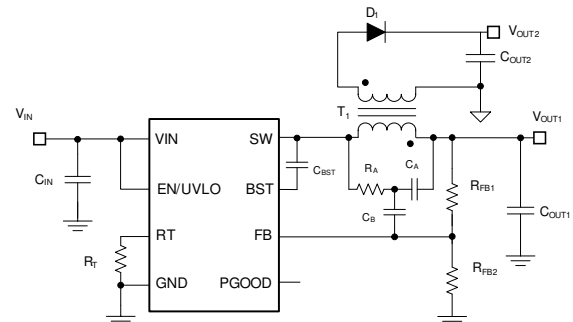 D1
VOUT2
COUT2
T1
VIN
VOUT1
VIN
SW
CBST
RA
CA
RFB1
CIN
EN/UVLO
BST
CB
COUT1
RT
FB
RT
RFB2
GND
PGOOD